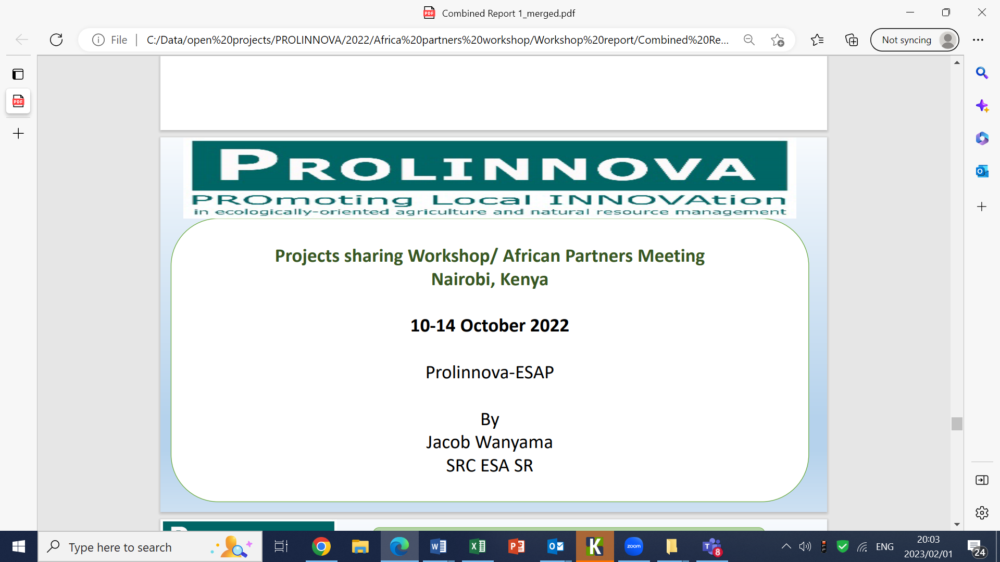 Combined Report 1_merged.pdf
File
C:/Data/open%20projects/PROLINNOVA/2022/Africa%20partners%20workshop/Workshop%20report/Combined%20Re...
Not syncing
PROLINNOVA
PROmoting Local INNOVAtion
in ecologically-oriented agriculture and natural resource management
Projects sharing Workshop/ African Partners Meeting
Nairobi, Kenya
10-14 October 2022
Prolinnova-ESAP
By
Jacob Wanyama
SRC ESA SR
Type here to search
zoom
8
ENG
20:03
2023/02/01
24